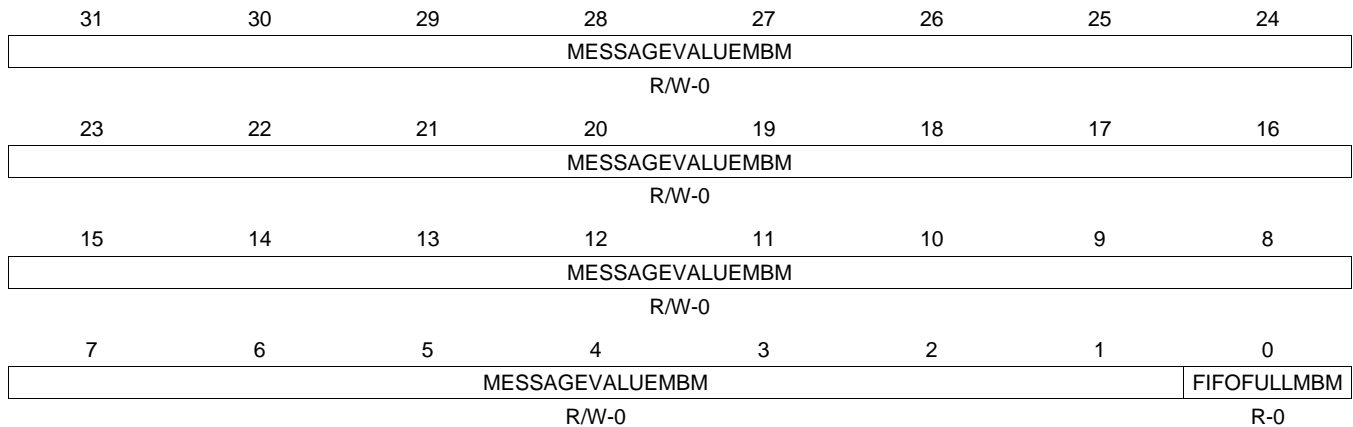 31 30 29 28 27 26 25 24
MESSAGEVALUEMBM
R/W-0
23 22 21 20 19 18 17 16
MESSAGEVALUEMBM
R/W-0
15 14 13 12 11 10 9 8
MESSAGEVALUEMBM
R/W-0
7 6 5 4 3 2 1 0
MESSAGEVALUEMBM FIFOFULLMBM
R/W-0 R-0